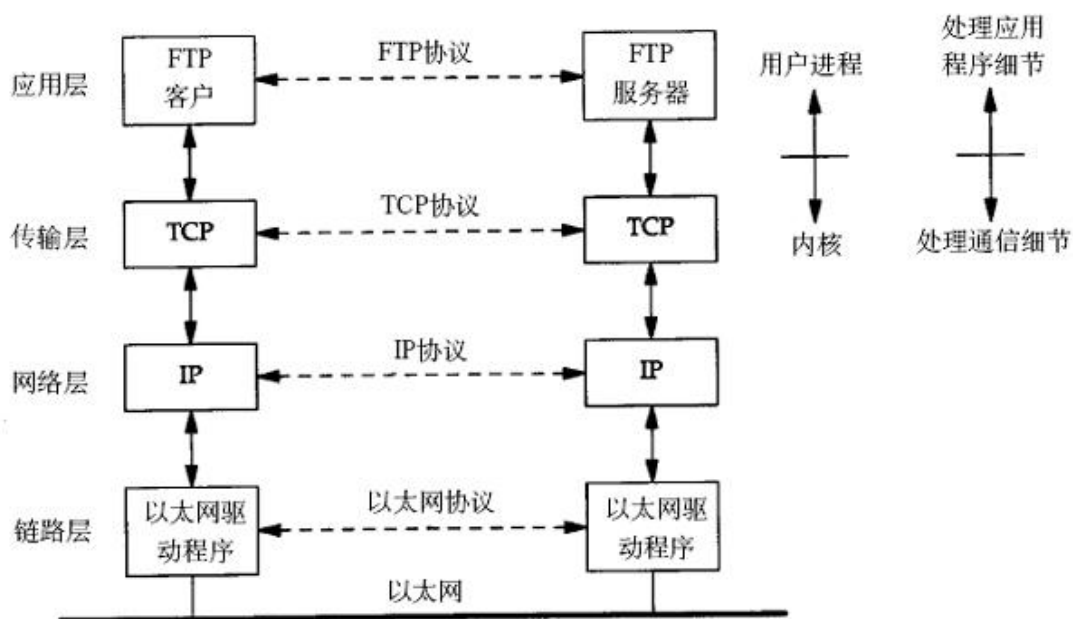 FTP
客户
FTP协议
FTP
服务器
应用层
用户进程
处理应用
程序细节
TCP
TCP协议
TCP
传输层
内核
处理通信细节
IP
IP协议
IP
网络层
以太网驱
动程序
以太网协议
以太网驱
动程序
链路层
以太网